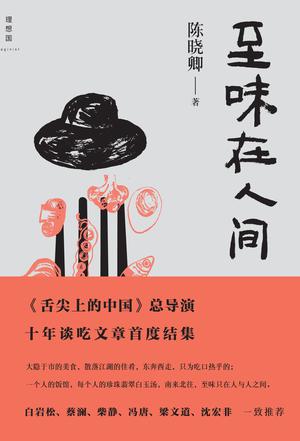 理想国
aginist
陈晓卿
著
至味在人间
《舌尖上的中国》总导演
十年谈吃文章首度结集
大隐于市的美食,散落江湖的佳肴,东奔西走,只为吃口热乎的;
一个人的饭馆,每个人的珍珠翡翠白玉汤,南来北往,至味只在人与人之间。
白岩松、蔡澜、柴静、冯唐、梁文道、沈宏非 一致推荐